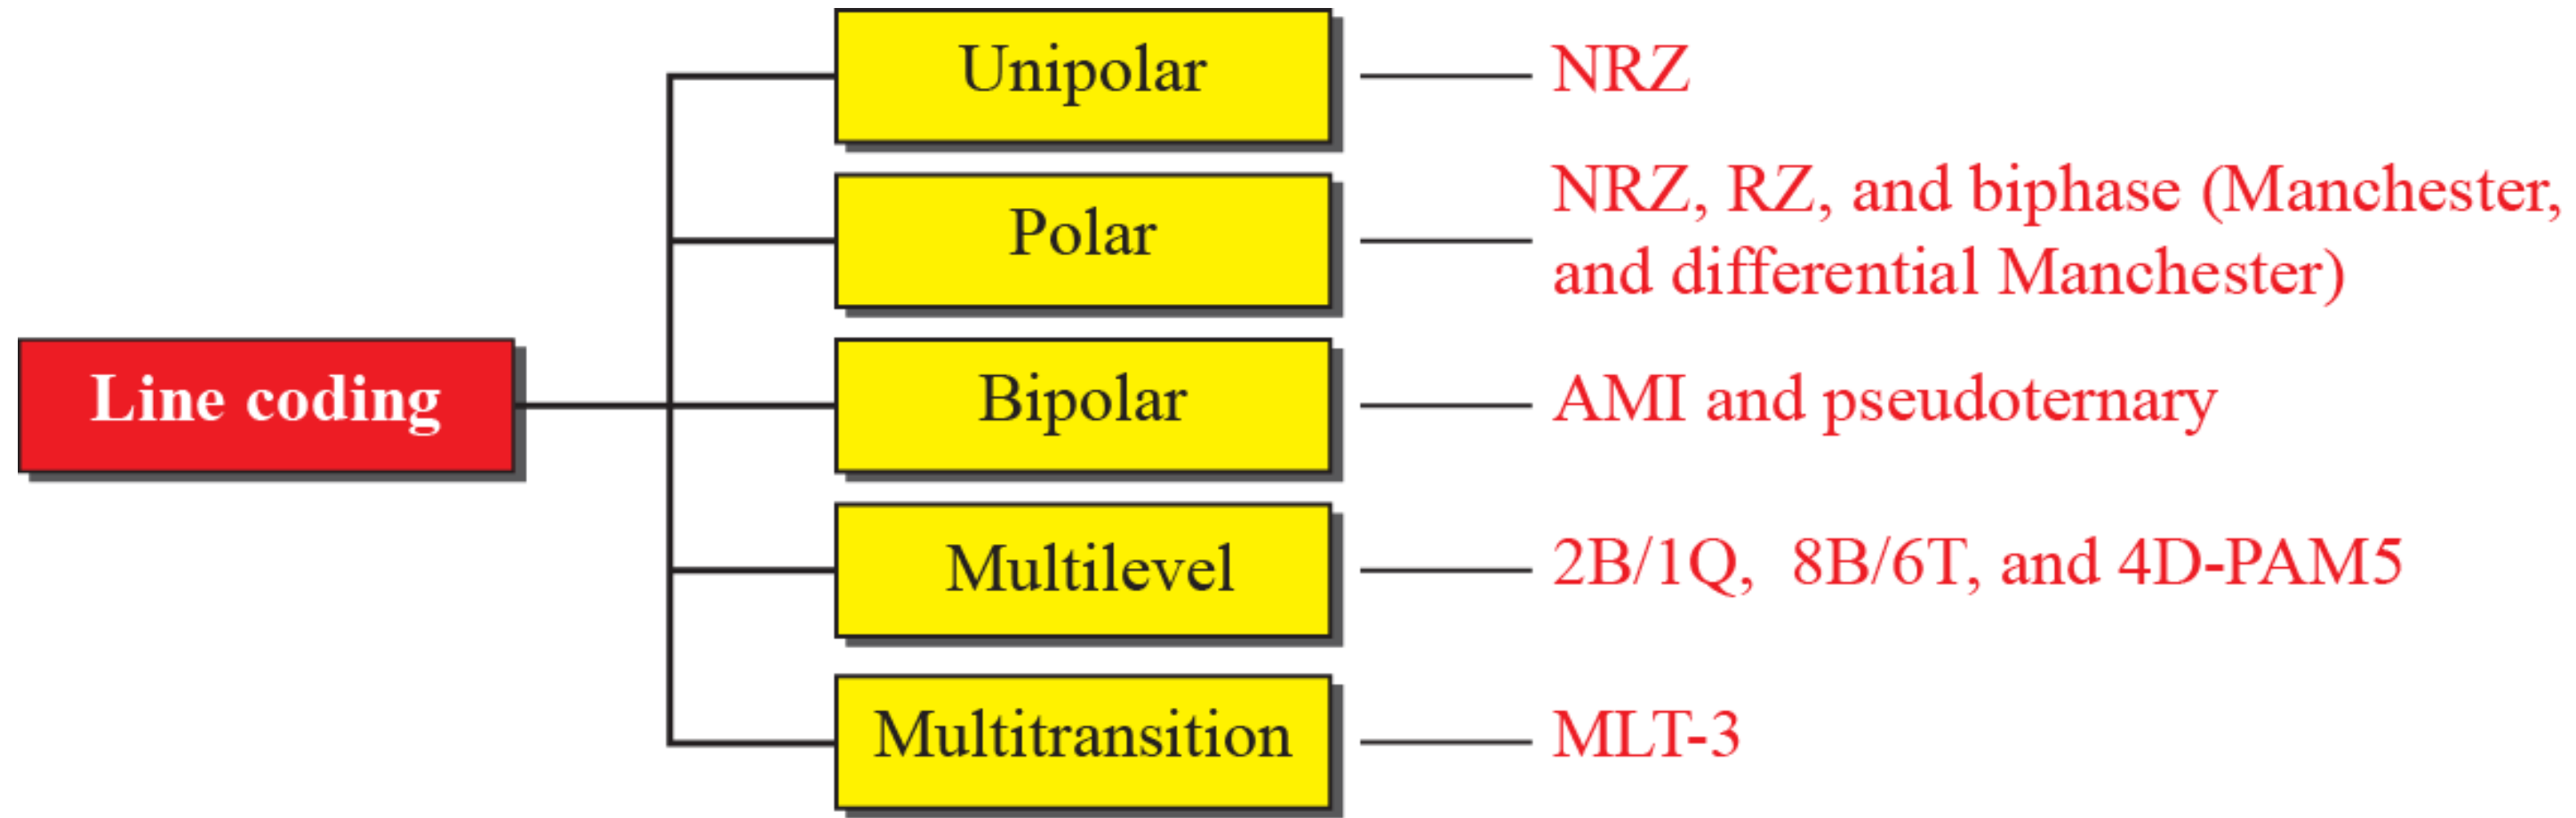 Line coding
Unipolar
NRZ
Polar
NRZ, RZ, and biphase (Manchester,
and differential Manchester)
Bipolar
AMI and pseudoternary
Multilevel
2B/1Q, 8B/6T, and 4D-PAM5
Multitransition
MLT-3